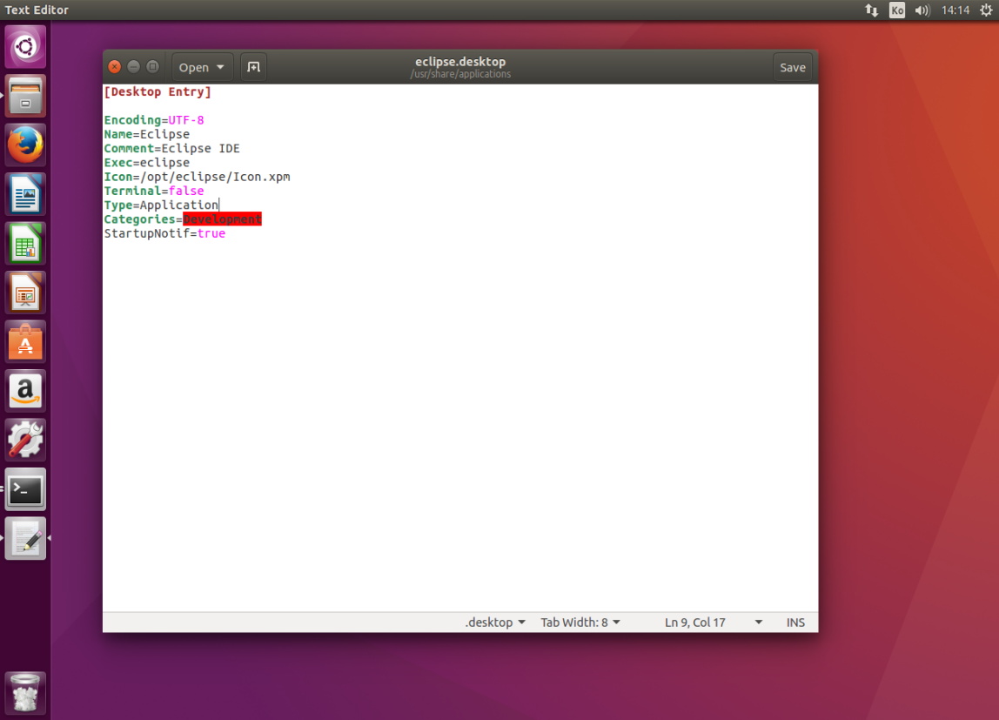 Text Editor
Ko
14:14
Open
eclipse.desktop
/usr/share/applications
Save
[Desktop Entry]
Encoding=UTF-8
Name=Eclipse
Comment=Eclipse IDE
Exec=eclipse
Icon=/opt/eclipse/Icon.xpm
Terminal=false
Type=Application
Categories=Development
StartupNotif=true
.desktop
Tab Width: 8
Ln 9, Col 17
INS